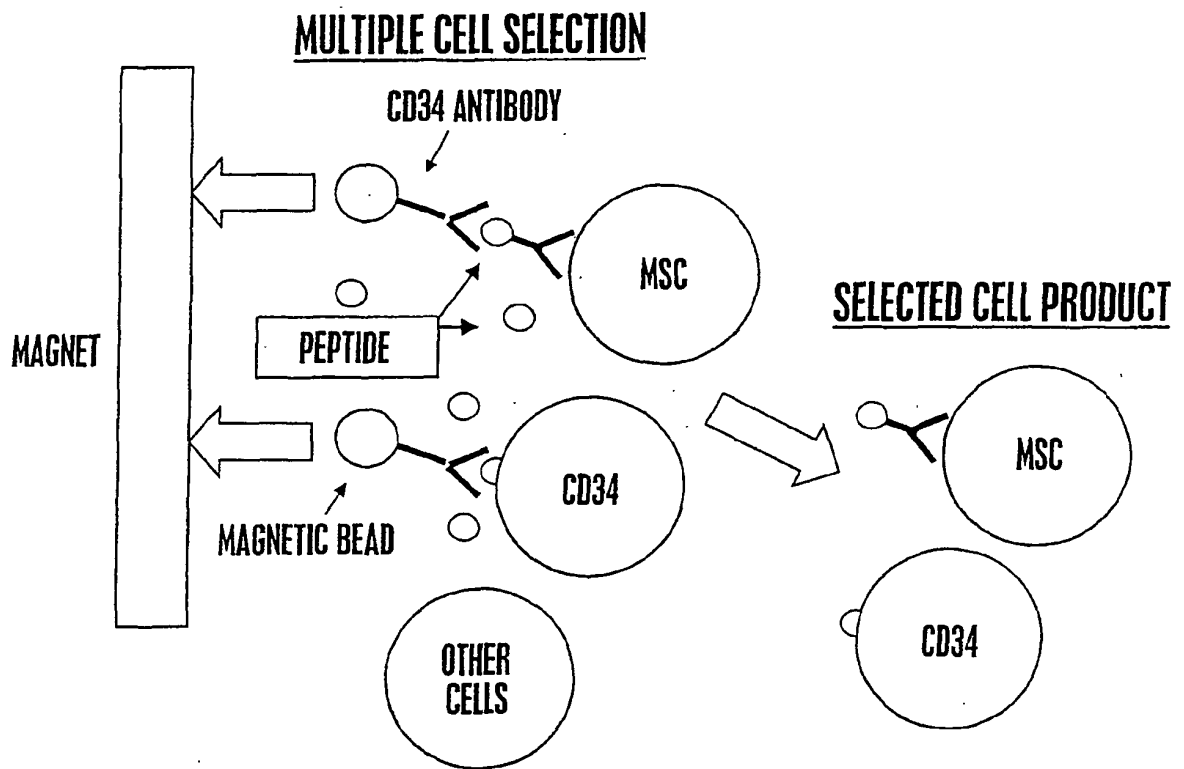 MULTIPLE CELL SELECTION
CD34 ANTIBODY
MSC
SELECTED CELL PRODUCT
MAGNET
PEPTIDE
MSC
CD34
MAGNETIC BEAD
CD34
OTHER
CELLS